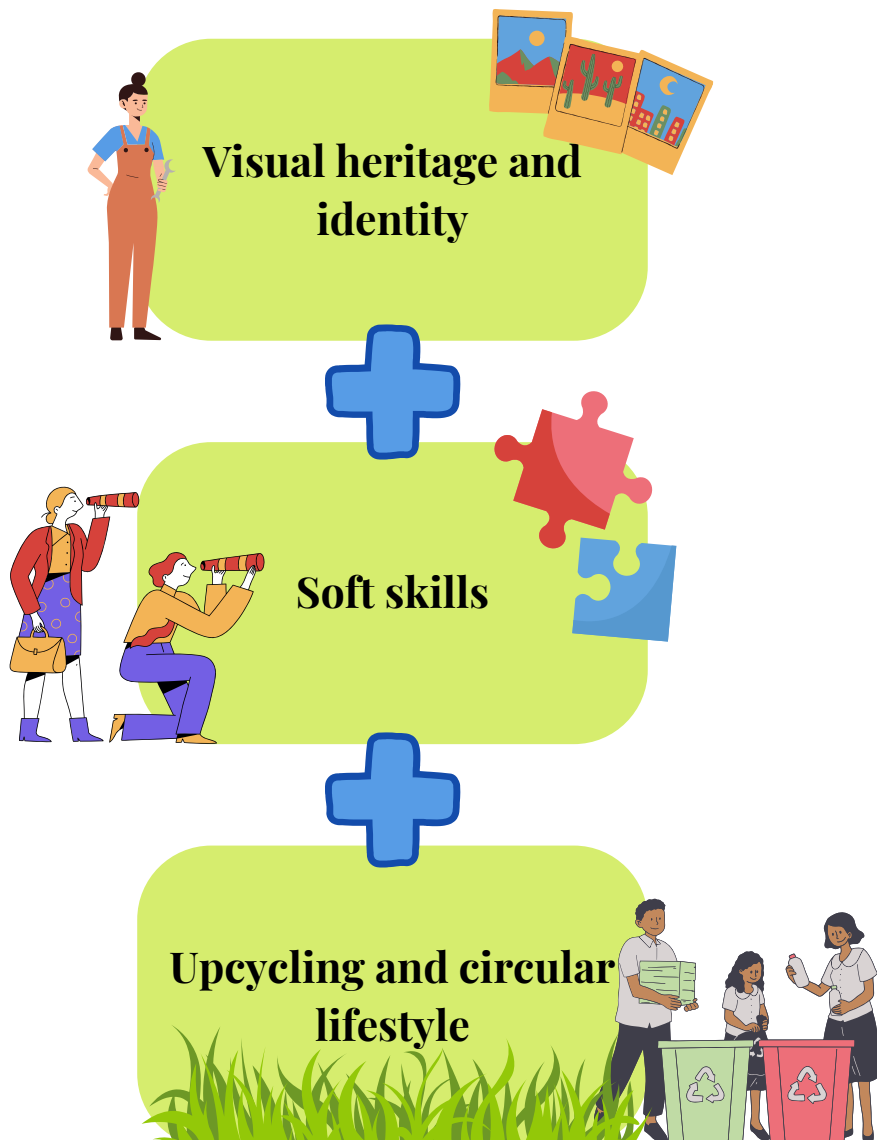 Visual heritage and
identity
Soft skills
Upcycling and circular
lifestyle